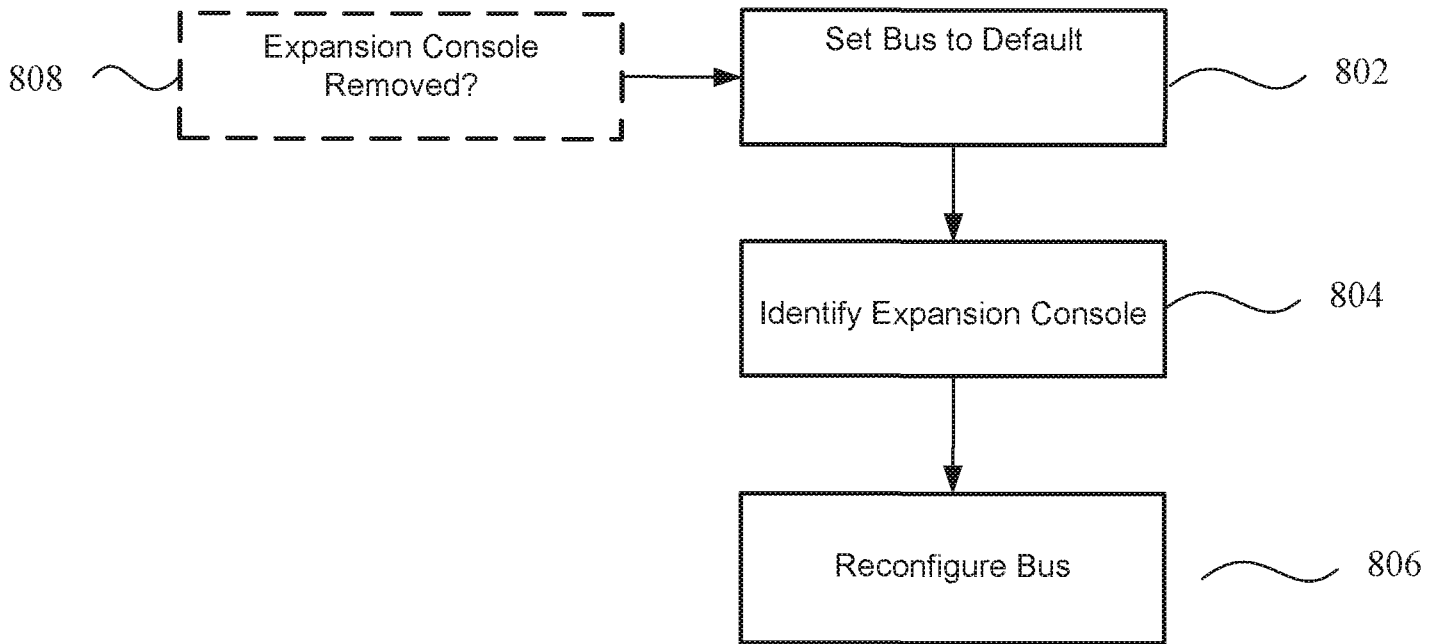 808
Expansion Console
Removed?
Set Bus to Default
802
Identify Expansion Console
804
Reconfigure Bus
806